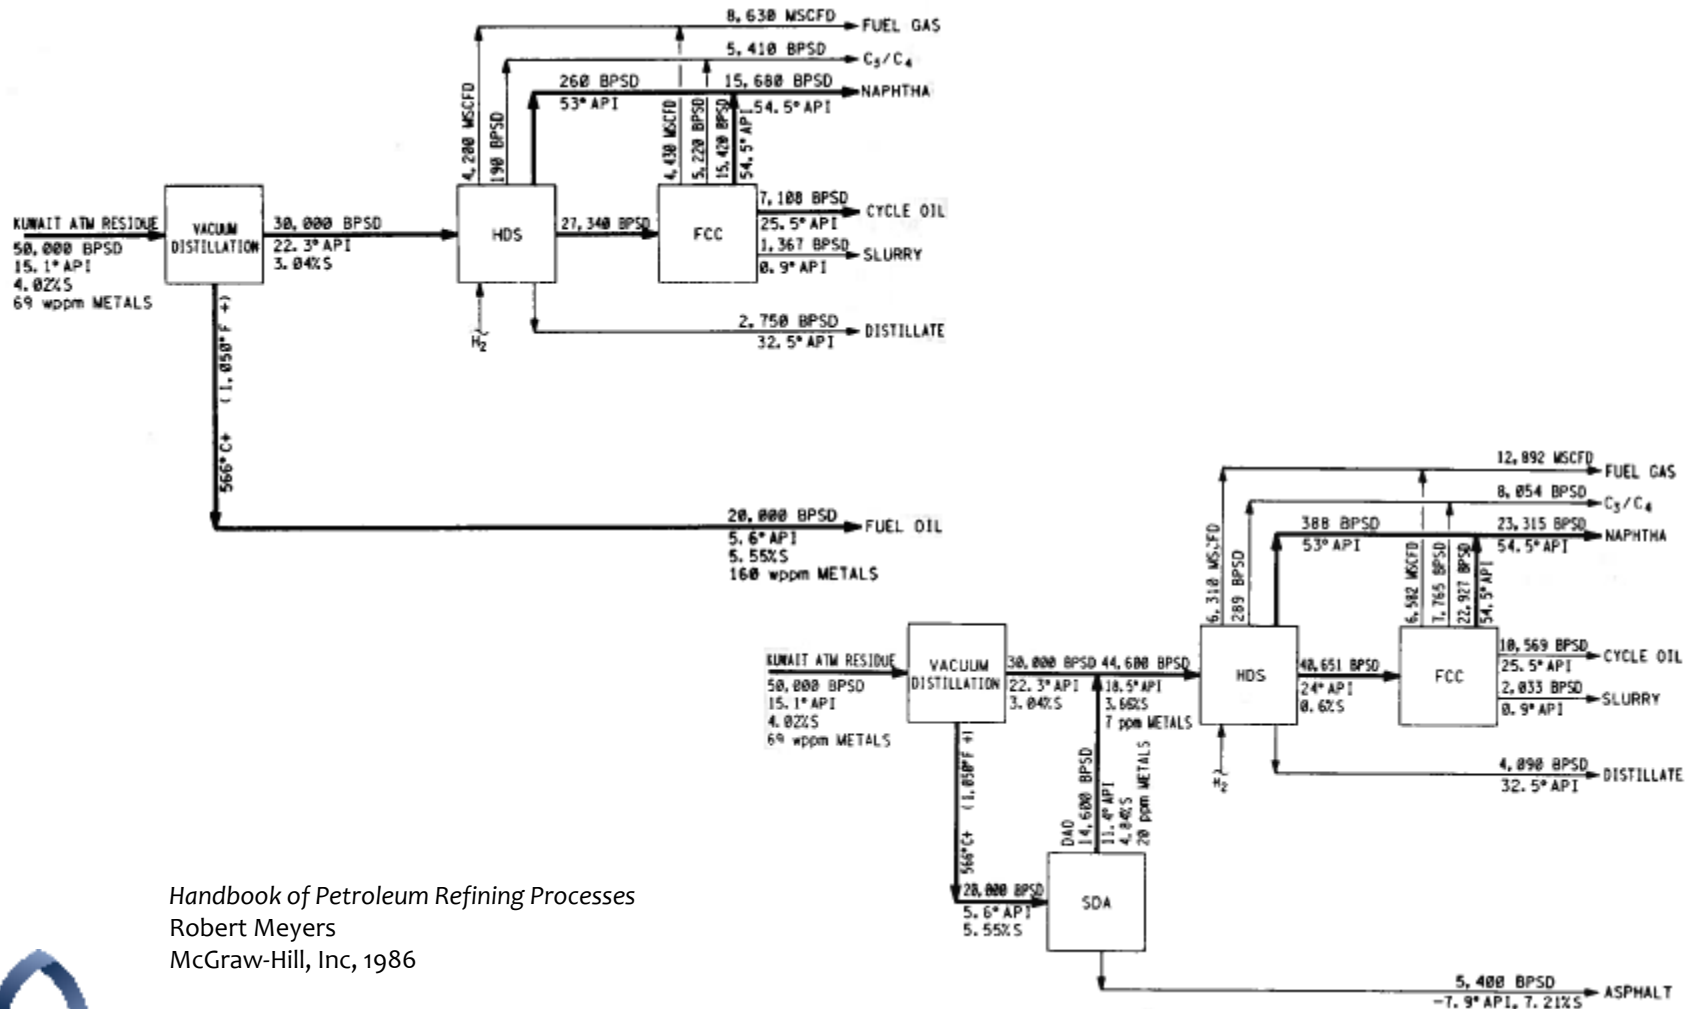 8,630 MSCFD
FUEL GAS
5,410 BPSD
C₃/C₄
260 BPSD
15,680 BPSD
NAPHTHA
53° API
54.5° API
4,200 MSCFD
190 BPSD
4,430 MSCFD
5,220 BPSD
15,420 BPSD
54.5° API
KUWAIT ATM RESIDUE
50,000 BPSD
15.1° API
4.02%S
69 wppm METALS
VACUUM
DISTILLATION
30,000 BPSD
22.3° API
3.04%S
HDS
27,340 BPSD
FCC
7,108 BPSD
CYCLE OIL
25.5° API
1,367 BPSD
SLURRY
0.9° API
H₂
2,750 BPSD
DISTILLATE
32.5° API
566°C+ (1,050°F +)
20,000 BPSD
FUEL OIL
5.6° API
5.55%S
160 wppm METALS
12,892 MSCFD
FUEL GAS
8,054 BPSD
C₃/C₄
388 BPSD
23,315 BPSD
NAPHTHA
53° API
54.5° API
6,310 MSCFD
289 BPSD
6,582 MSCFD
7,765 BPSD
22,927 BPSD
54.5° API
KUWAIT ATM RESIDUE
50,000 BPSD
15.1° API
4.02%S
69 wppm METALS
VACUUM
DISTILLATION
30,000 BPSD
22.3° API
3.04%S
44,600 BPSD
18.5° API
3.66%S
7 ppm METALS
HDS
40,651 BPSD
24° API
0.6%S
FCC
10,569 BPSD
CYCLE OIL
25.5° API
2,033 BPSD
SLURRY
0.9° API
H₂
4,090 BPSD
DISTILLATE
32.5° API
566°C+ (1,050°F +)
DAO
14,600 BPSD
11.4° API
4.84%S
20 ppm METALS
20,000 BPSD
5.6° API
5.55%S
SDA
5,400 BPSD
ASPHALT
-7.9° API, 7.21%S
Handbook of Petroleum Refining Processes
Robert Meyers
McGraw-Hill, Inc, 1986